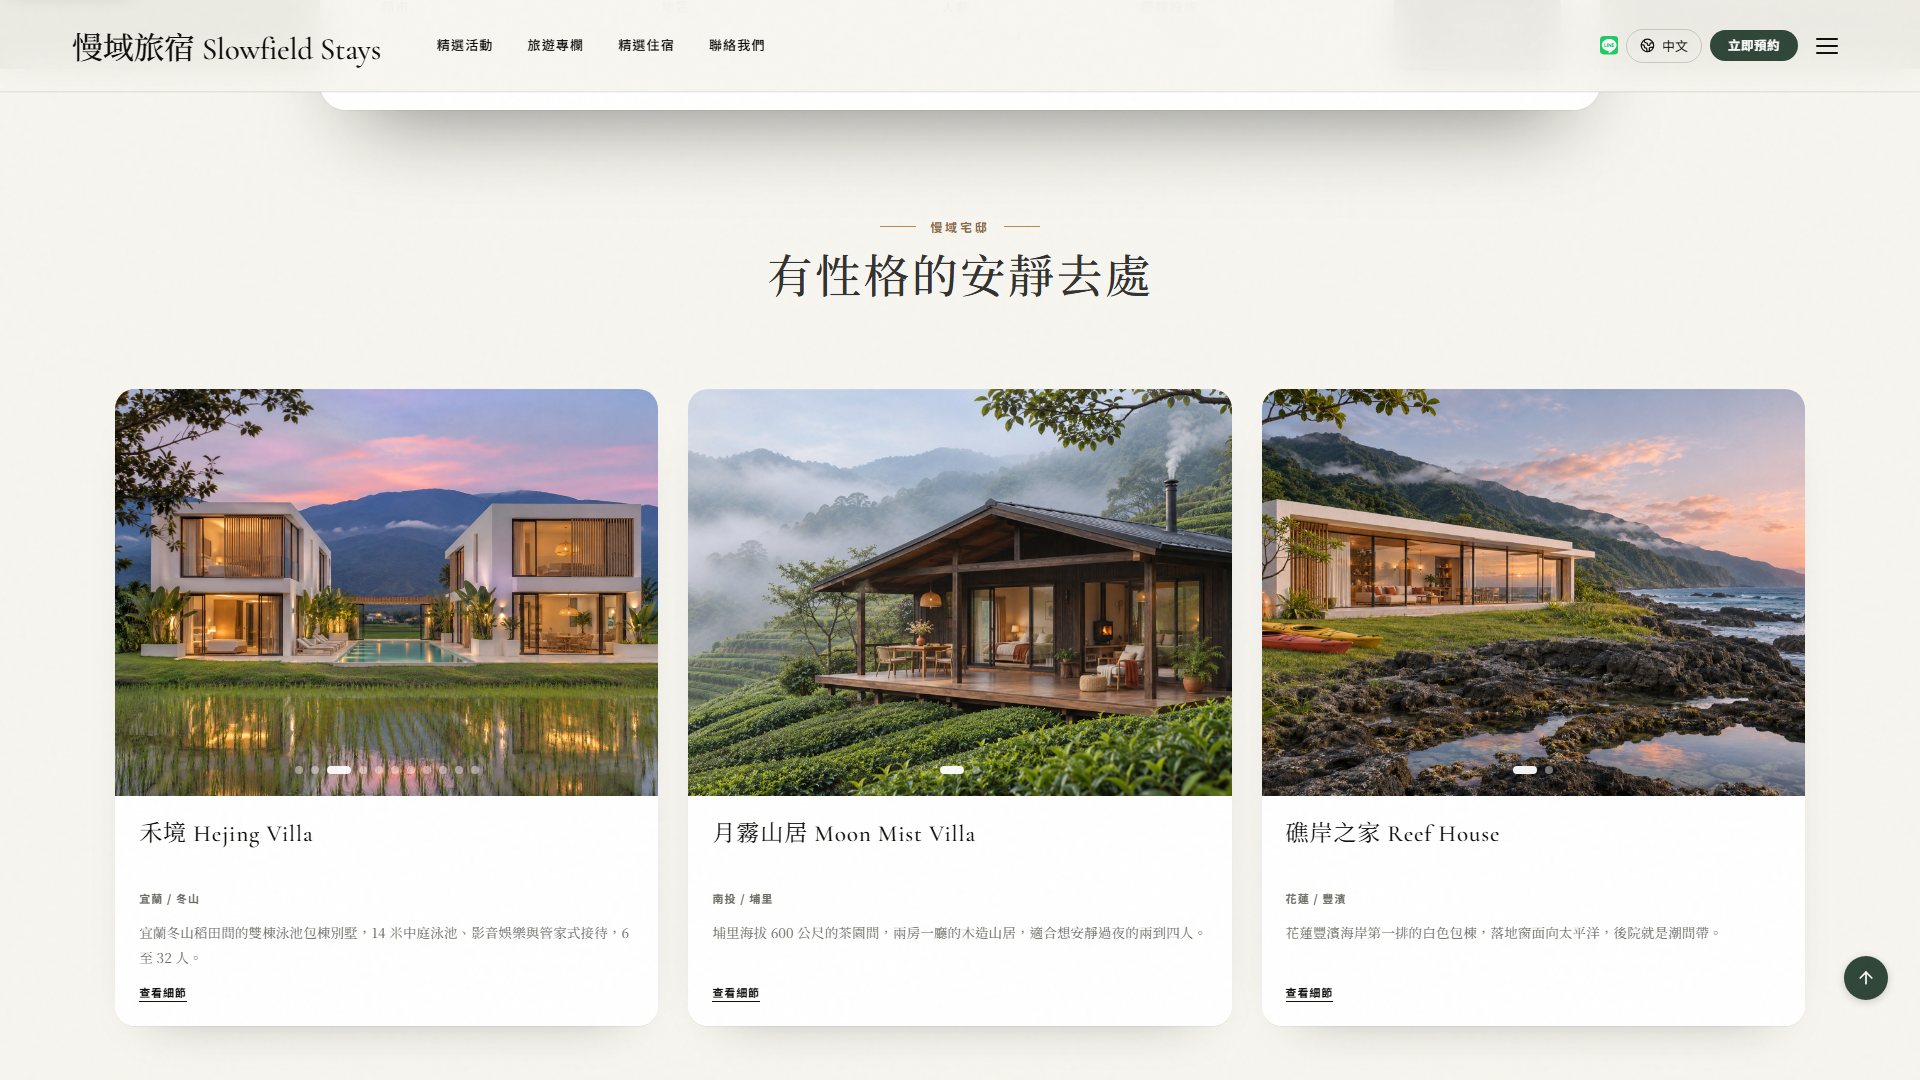 慢域旅宿 Slowfield Stays
精選活動
旅遊專欄
精選住宿
聯絡我們
LINE
中文
立即預約
慢域宅邸
有性格的安靜去處
禾境 Hejing Villa
宜蘭 / 冬山
宜蘭冬山稻田間的雙棟泳池包棟別墅，14 米中庭泳池、影音娛樂與管家式接待，6
至 32 人。
查看細節
月霧山居 Moon Mist Villa
南投 / 埔里
埔里海拔 600 公尺的茶園間，兩房一廳的木造山居，適合想安靜過夜的兩到四人。
查看細節
礁岸之家 Reef House
花蓮 / 豐濱
花蓮豐濱海岸第一排的白色包棟，落地窗面向太平洋，後院就是潮間帶。
查看細節